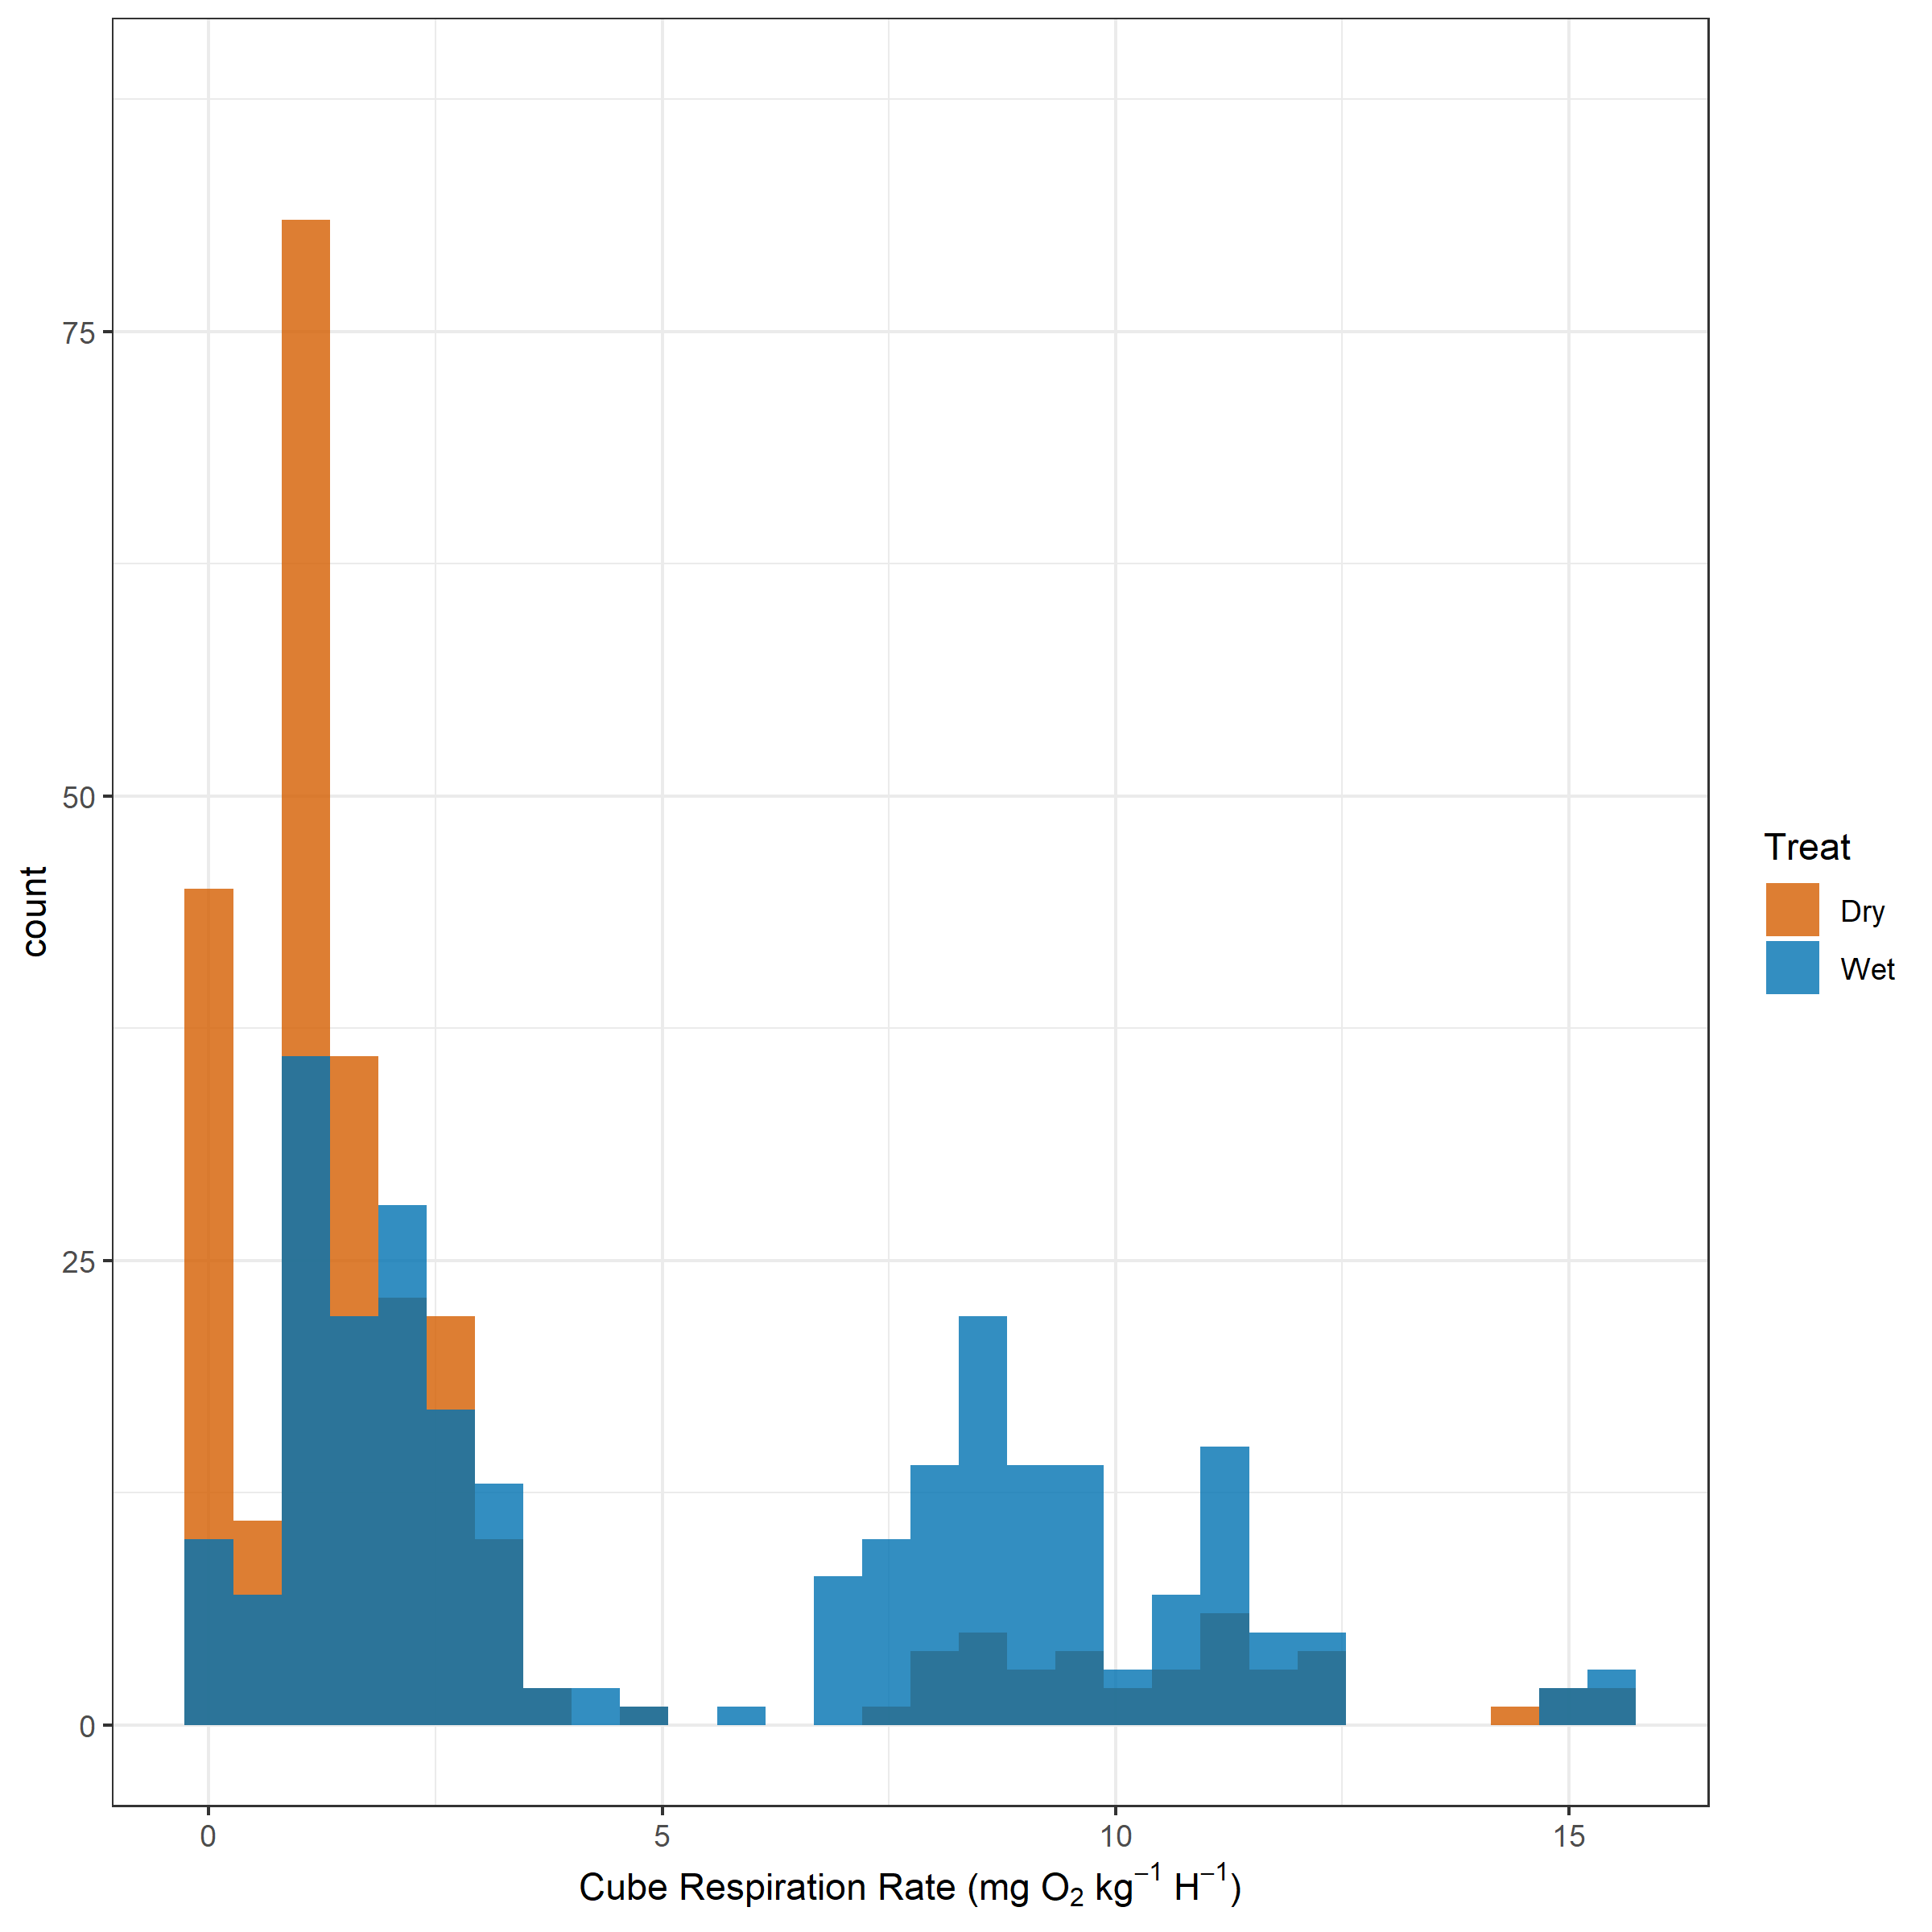 75
50
25
0
count
0 5 10 15
Cube Respiration Rate (mg O₂ kg⁻¹ H⁻¹)
Treat
Dry
Wet